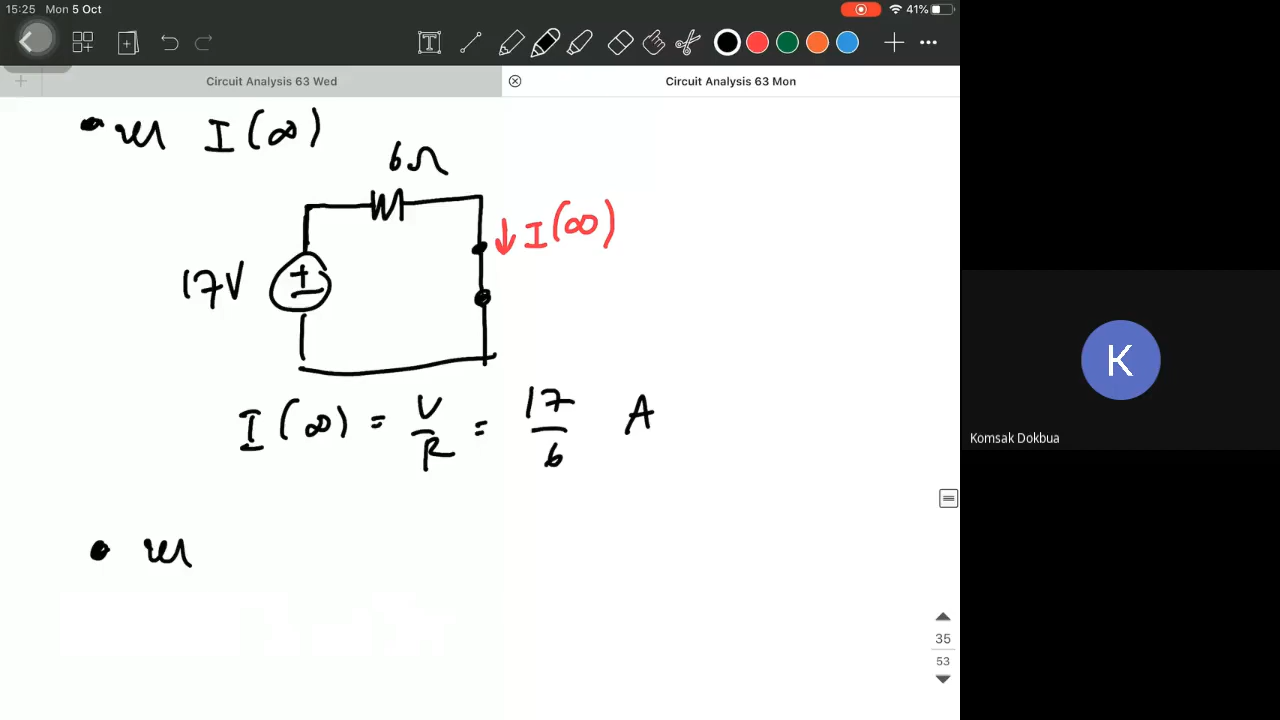 15:25 Mon 5 Oct
41%
Circuit Analysis 63 Wed
Circuit Analysis 63 Mon
หา I(∞)
6Ω
↓ I(∞)
17V
+
I(∞) = V/R = 17/6 A
หา
K
Komsak Dokbua
35
53